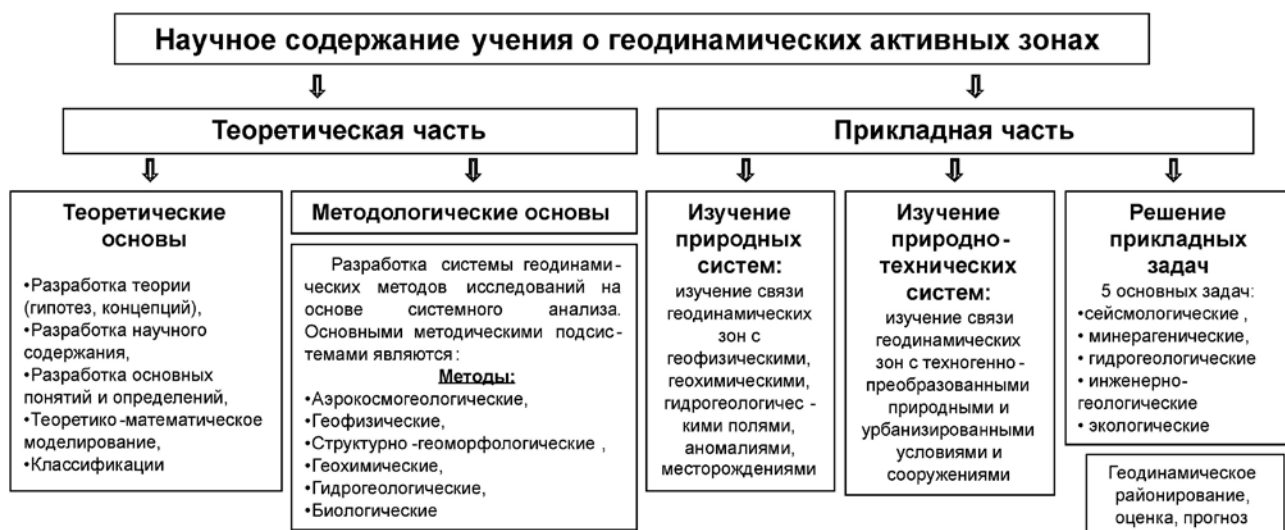 Научное содержание учения о геодинамических активных зонах
Теоретическая часть
Прикладная часть
Теоретические
основы
•Разработка теории
(гипотез, концепций),
•Разработка научного
содержания,
•Разработка основных
понятий и определений,
•Теоретико-математическое
моделирование,
•Классификации
Методологические основы
Разработка системы геодинами-
ческих методов исследований на
основе системного анализа.
Основными методическими подсис-
темами являются:
Методы:
•Аэрокосмогеологические,
•Геофизические,
•Структурно-геоморфологические,
•Геохимические,
•Гидрогеологические,
•Биологические
Изучение
природных
систем:
изучение связи
геодинамических
зон с
геофизическими,
геохимическими,
гидрогеологичес-
кими полями,
аномалиями,
месторождениями
Изучение
природно-
технических
систем:
изучение связи
геодинамических
зон с техногенно-
преобразованными
природными и
урбанизированными
условиями и
сооружениями
Решение
прикладных
задач
5 основных задач:
•сейсмологические,
• минерагенические,
• гидрогеологические
• инженерно-
геологические
• экологические
Геодинамическое
районирование,
оценка, прогноз